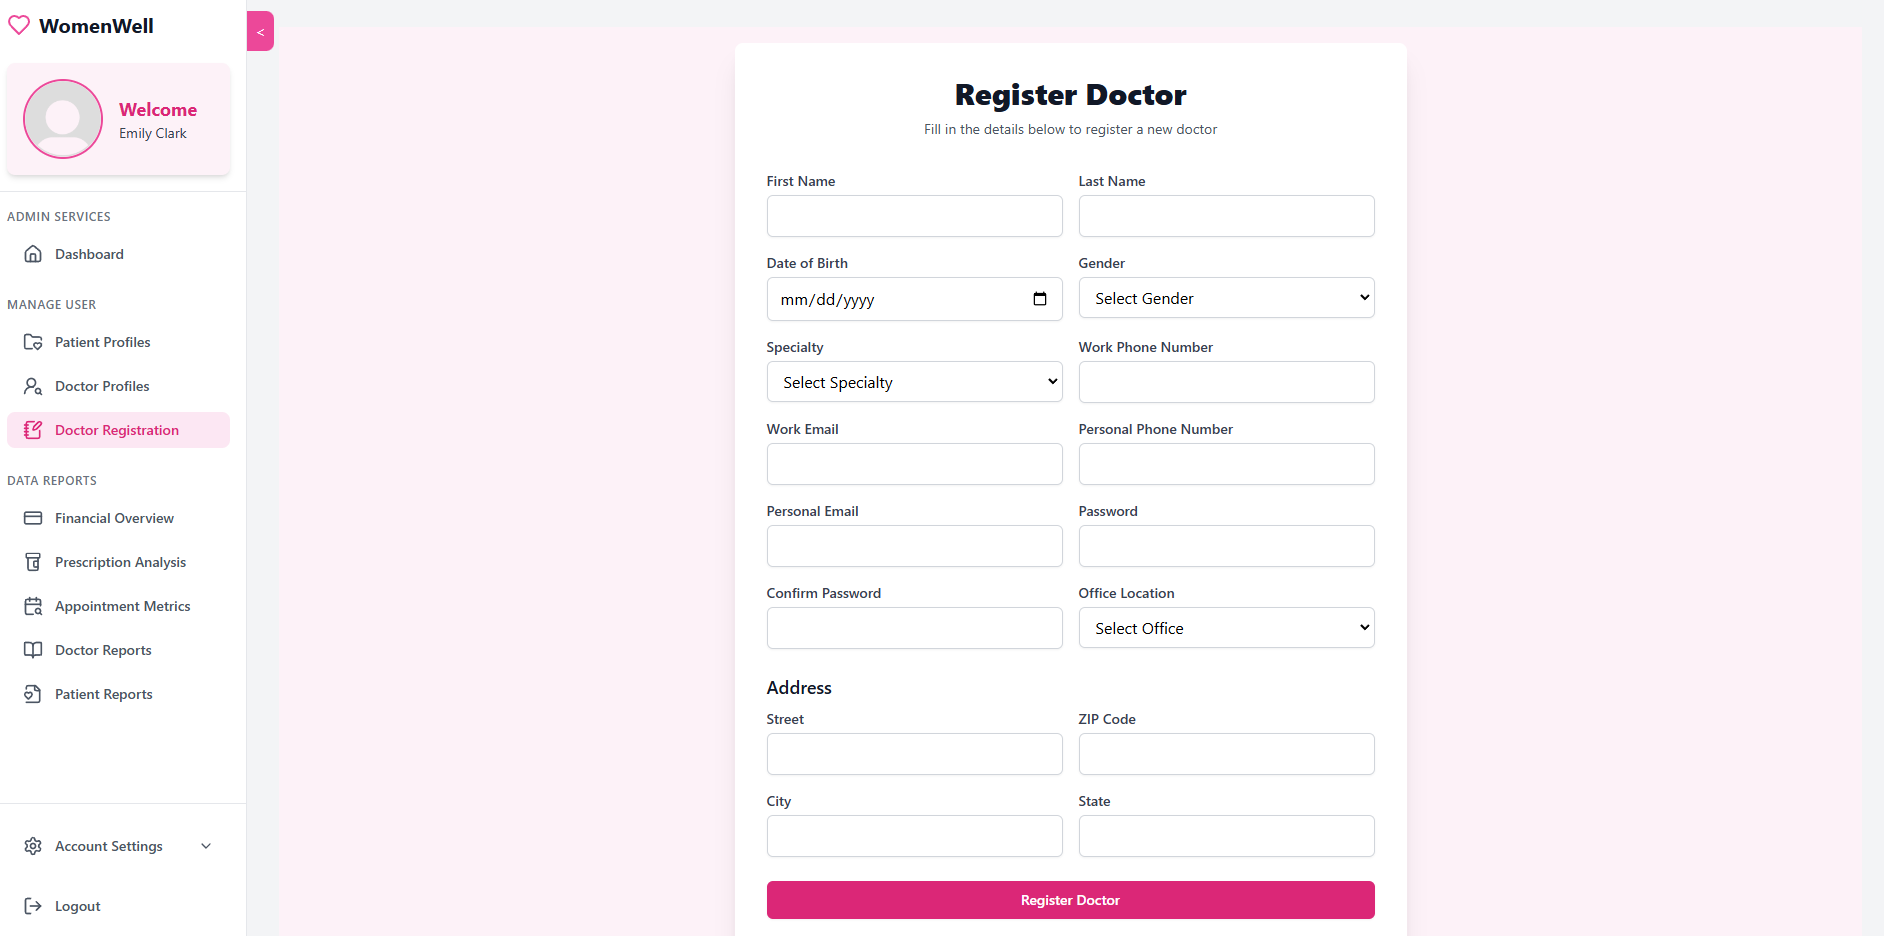 WomenWell
<
Welcome
Emily Clark
ADMIN SERVICES
Dashboard
MANAGE USER
Patient Profiles
Doctor Profiles
Doctor Registration
DATA REPORTS
Financial Overview
Prescription Analysis
Appointment Metrics
Doctor Reports
Patient Reports
Account Settings
Logout
Register Doctor
Fill in the details below to register a new doctor
First Name
Last Name
Date of Birth
Gender
mm/dd/yyyy
Select Gender
Specialty
Work Phone Number
Select Specialty
Work Email
Personal Phone Number
Personal Email
Password
Confirm Password
Office Location
Select Office
Address
Street
ZIP Code
City
State
Register Doctor